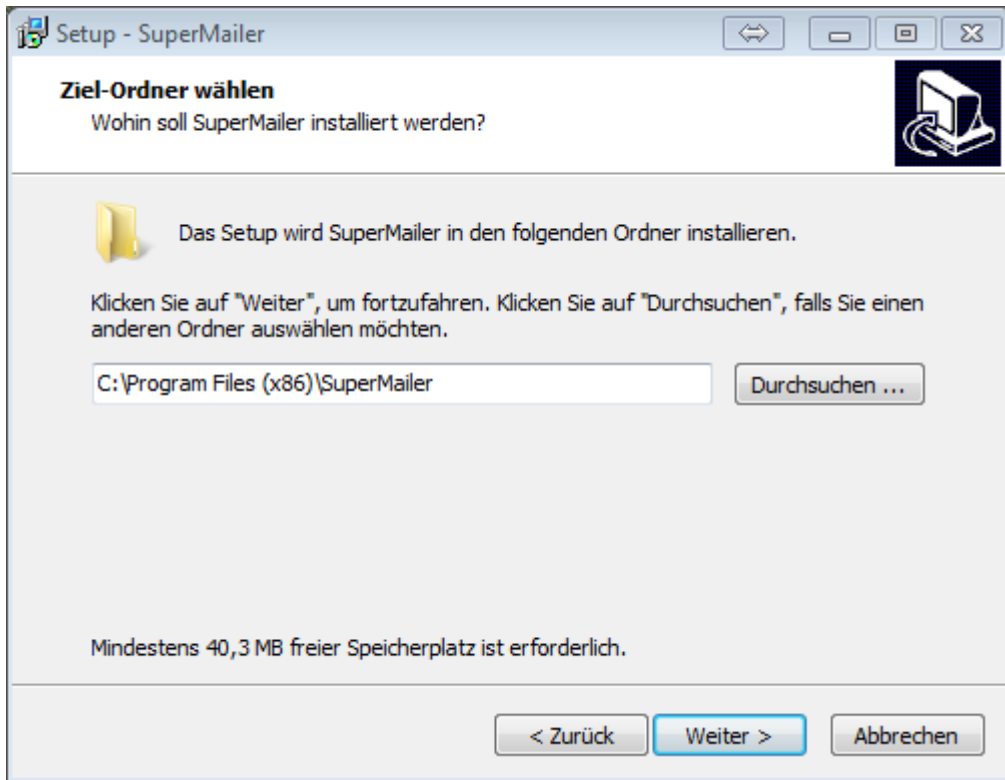 Setup - SuperMailer
Ziel-Ordner wählen
Wohin soll SuperMailer installiert werden?
Das Setup wird SuperMailer in den folgenden Ordner installieren.
Klicken Sie auf "Weiter", um fortzufahren. Klicken Sie auf "Durchsuchen", falls Sie einen
anderen Ordner auswählen möchten.
C:\Program Files (x86)\SuperMailer
Durchsuchen ...
Mindestens 40,3 MB freier Speicherplatz ist erforderlich.
< Zurück
Weiter >
Abbrechen